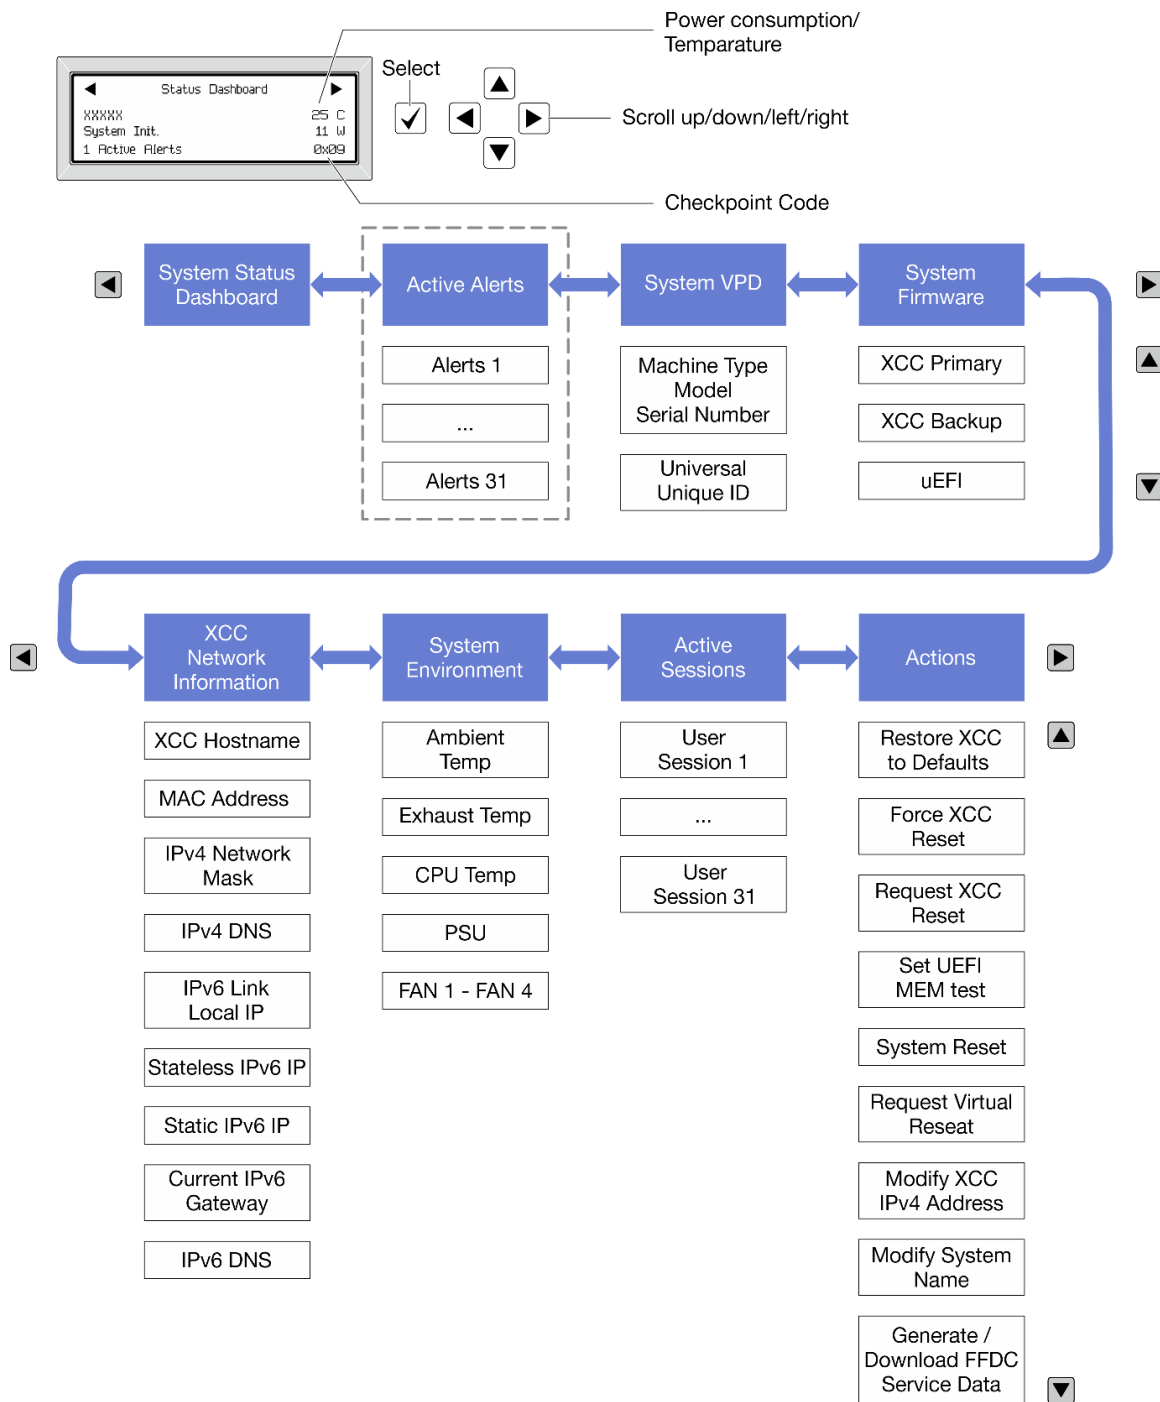 Power consumption/
Temparature
Select
Status Dashboard
XXXXX 25 C
System Init. 11 W
1 Active Alerts 0x09
Scroll up/down/left/right
Checkpoint Code
System Status
Dashboard
Active Alerts
System VPD
System
Firmware
Alerts 1
...
Alerts 31
Machine Type
Model
Serial Number
Universal
Unique ID
XCC Primary
XCC Backup
uEFI
XCC
Network
Information
System
Environment
Active
Sessions
Actions
XCC Hostname
MAC Address
IPv4 Network
Mask
IPv4 DNS
IPv6 Link
Local IP
Stateless IPv6 IP
Static IPv6 IP
Current IPv6
Gateway
IPv6 DNS
Ambient
Temp
Exhaust Temp
CPU Temp
PSU
FAN 1 - FAN 4
User
Session 1
...
User
Session 31
Restore XCC
to Defaults
Force XCC
Reset
Request XCC
Reset
Set UEFI
MEM test
System Reset
Request Virtual
Reseat
Modify XCC
IPv4 Address
Modify System
Name
Generate /
Download FFDC
Service Data